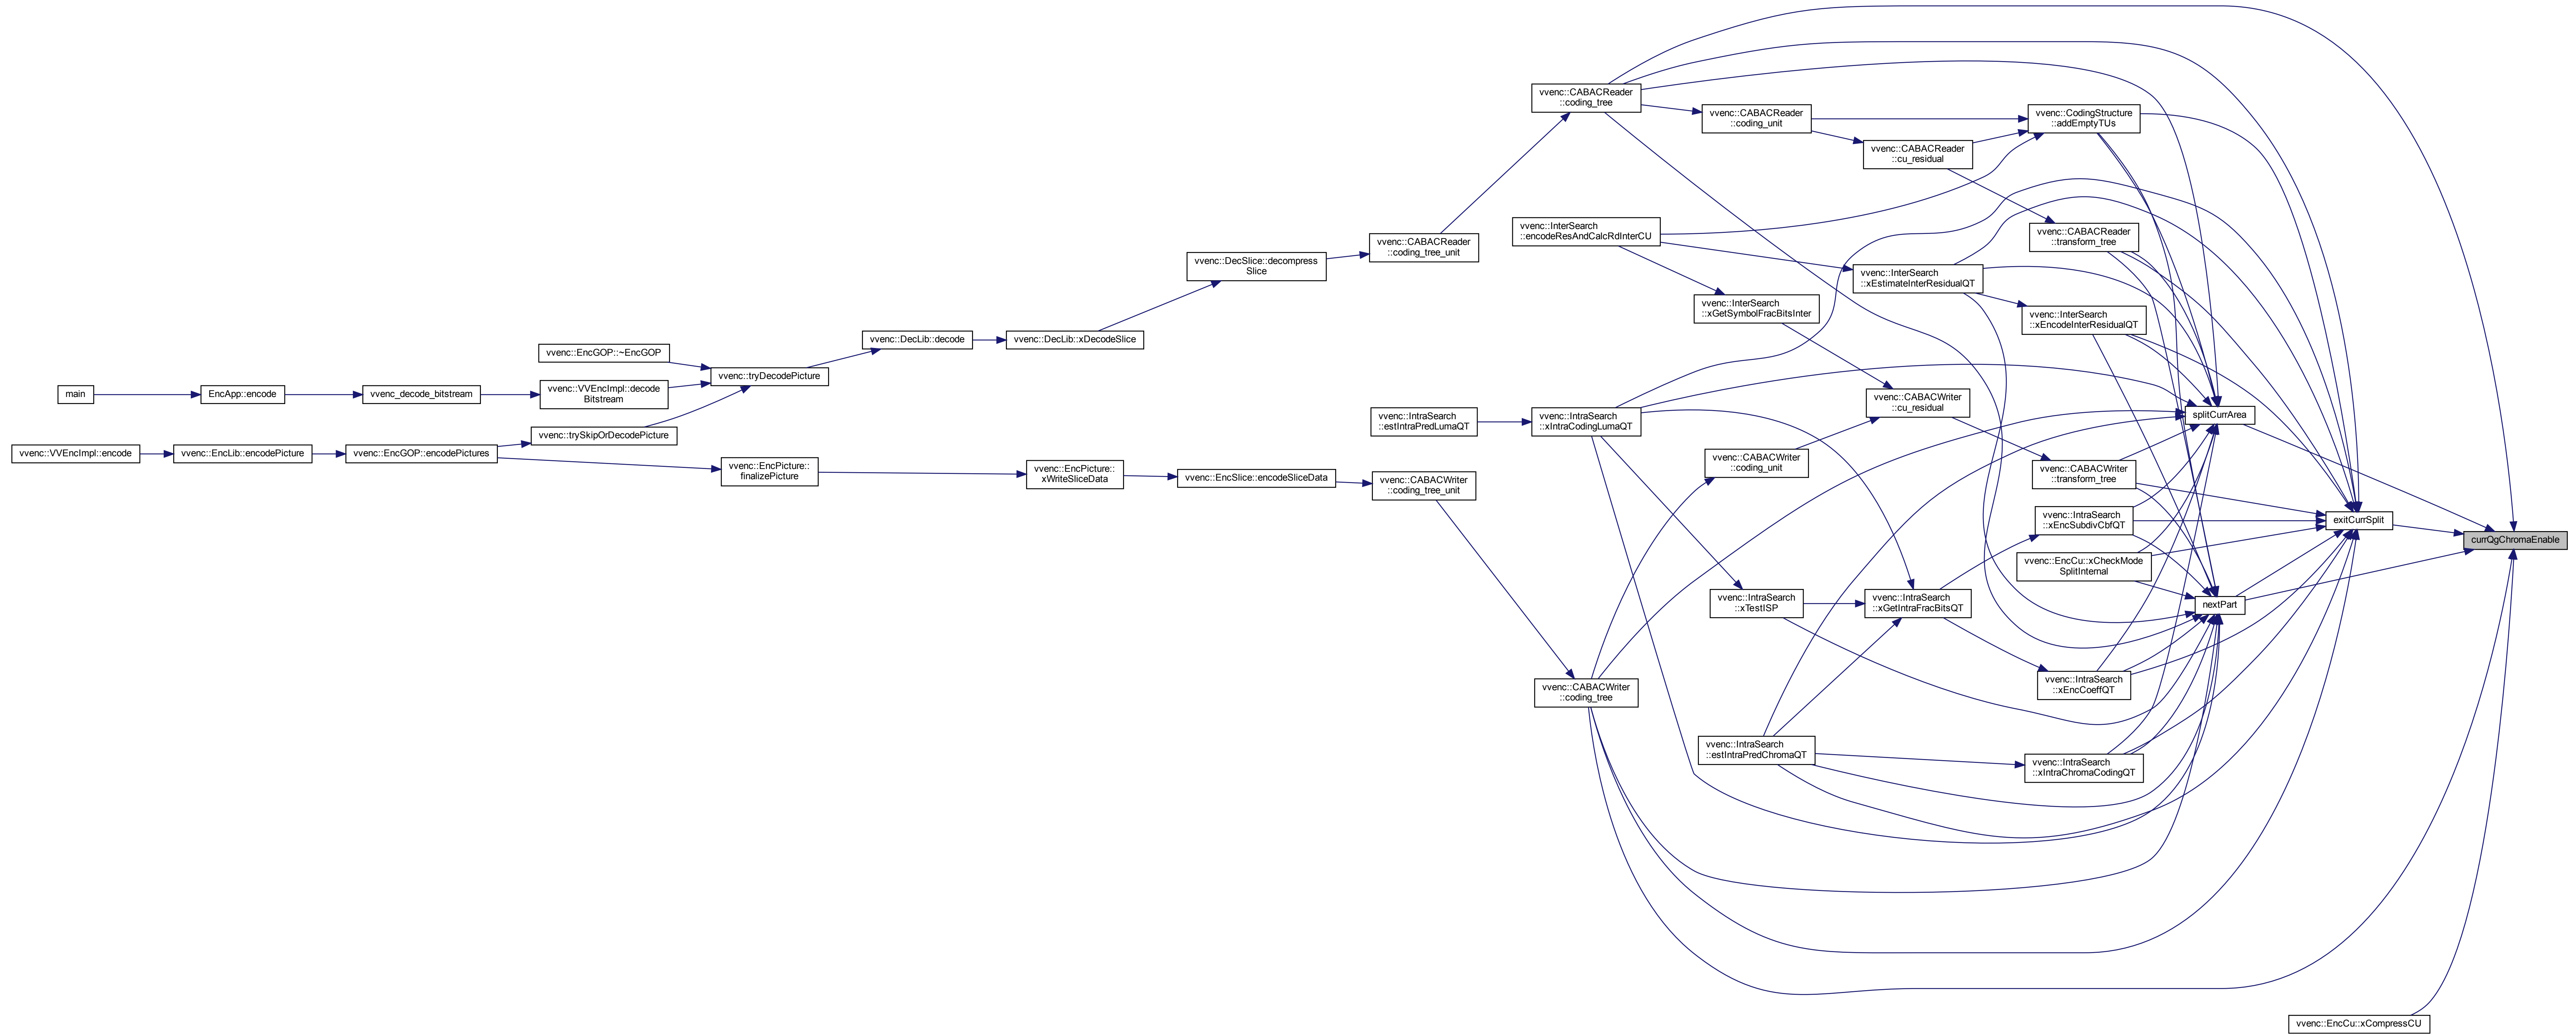 main
EncApp::encode
vvenc_decode_bitstream
vvenc::VVEncImpl::decode
Bitstream
vvenc::EncGOP::~EncGOP
vvenc::tryDecodePicture
vvenc::trySkipOrDecodePicture
vvenc::VVEncImpl::encode
vvenc::EncLib::encodePicture
vvenc::EncGOP::encodePictures
vvenc::EncPicture::
finalizePicture
vvenc::DecLib::decode
vvenc::DecLib::xDecodeSlice
vvenc::DecSlice::decompress
Slice
vvenc::CABACReader
::coding_tree_unit
vvenc::EncPicture::
xWriteSliceData
vvenc::EncSlice::encodeSliceData
vvenc::CABACWriter
::coding_tree_unit
vvenc::IntraSearch
::estIntraPredLumaQT
vvenc::CABACReader
::coding_tree
vvenc::InterSearch
::encodeResAndCalcRdInterCU
vvenc::IntraSearch
::xIntraCodingLumaQT
vvenc::CABACWriter
::coding_tree
vvenc::CABACReader
::coding_unit
vvenc::InterSearch
::xGetSymbolFracBitsInter
vvenc::CABACWriter
::coding_unit
vvenc::IntraSearch
::xTestISP
vvenc::IntraSearch
::estIntraPredChromaQT
vvenc::CABACReader
::cu_residual
vvenc::InterSearch
::xEstimateInterResidualQT
vvenc::CABACWriter
::cu_residual
vvenc::IntraSearch
::xGetIntraFracBitsQT
vvenc::CodingStructure
::addEmptyTUs
vvenc::CABACReader
::transform_tree
vvenc::InterSearch
::xEncodeInterResidualQT
vvenc::CABACWriter
::transform_tree
vvenc::IntraSearch
::xEncSubdivCbfQT
vvenc::EncCu::xCheckMode
SplitInternal
vvenc::IntraSearch
::xEncCoeffQT
vvenc::IntraSearch
::xIntraChromaCodingQT
splitCurrArea
nextPart
exitCurrSplit
currQgChromaEnable
vvenc::EncCu::xCompressCU